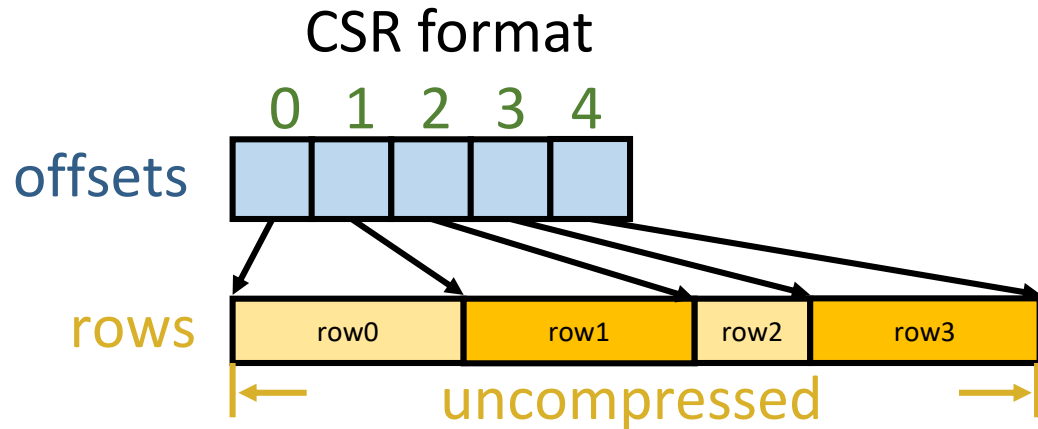 CSR format
0 1 2 3 4
offsets
rows row0 row1 row2 row3
uncompressed